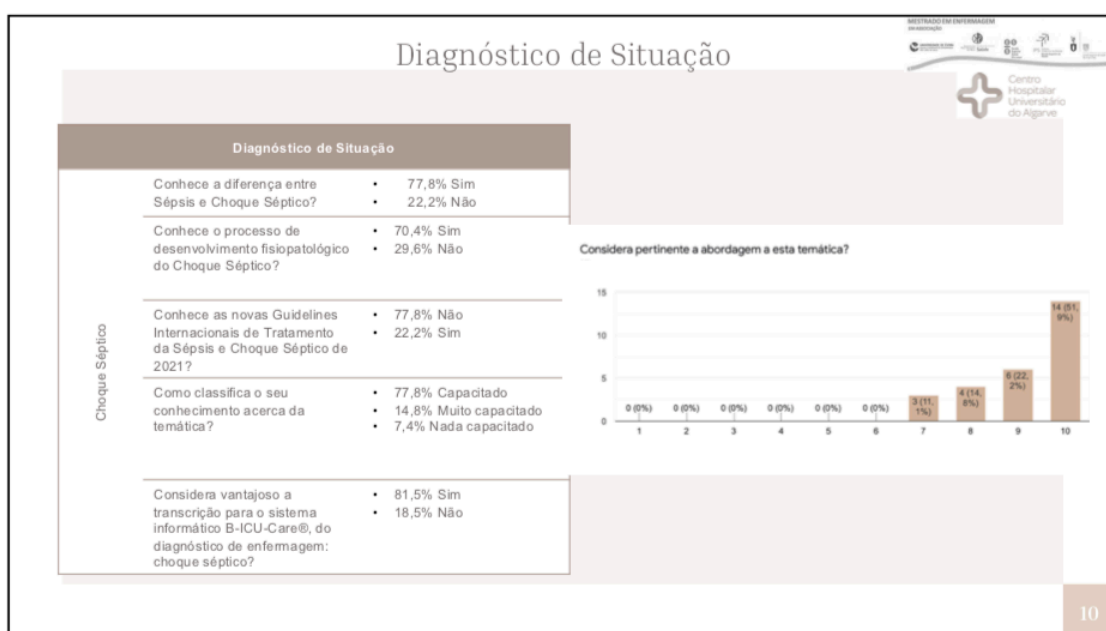 MESTRADO EM ENFERMAGEM
EM ASSOCIAÇÃO
Diagnóstico de Situação
Centro
Hospitalar
Universitário
do Algarve
Diagnóstico de Situação
Choque Séptico
Conhece a diferença entre
Sépsis e Choque Séptico?
• 77,8% Sim
• 22,2% Não
Conhece o processo de
desenvolvimento fisiopatológico
do Choque Séptico?
• 70,4% Sim
• 29,6% Não
Conhece as novas Guidelines
Internacionais de Tratamento
da Sépsis e Choque Séptico de
2021?
• 77,8% Não
• 22,2% Sim
Como classifica o seu
conhecimento acerca da
temática?
• 77,8% Capacitado
• 14,8% Muito capacitado
• 7,4% Nada capacitado
Considera vantajoso a
transcrição para o sistema
informático B-ICU-Care®, do
diagnóstico de enfermagem:
choque séptico?
• 81,5% Sim
• 18,5% Não
Considera pertinente a abordagem a esta temática?
15
10
5
0
0 (0%) 0 (0%) 0 (0%) 0 (0%) 0 (0%) 0 (0%)
3 (11,
1%)
4 (14,
8%)
6 (22,
2%)
14 (51,
9%)
1 2 3 4 5 6 7 8 9 10
10